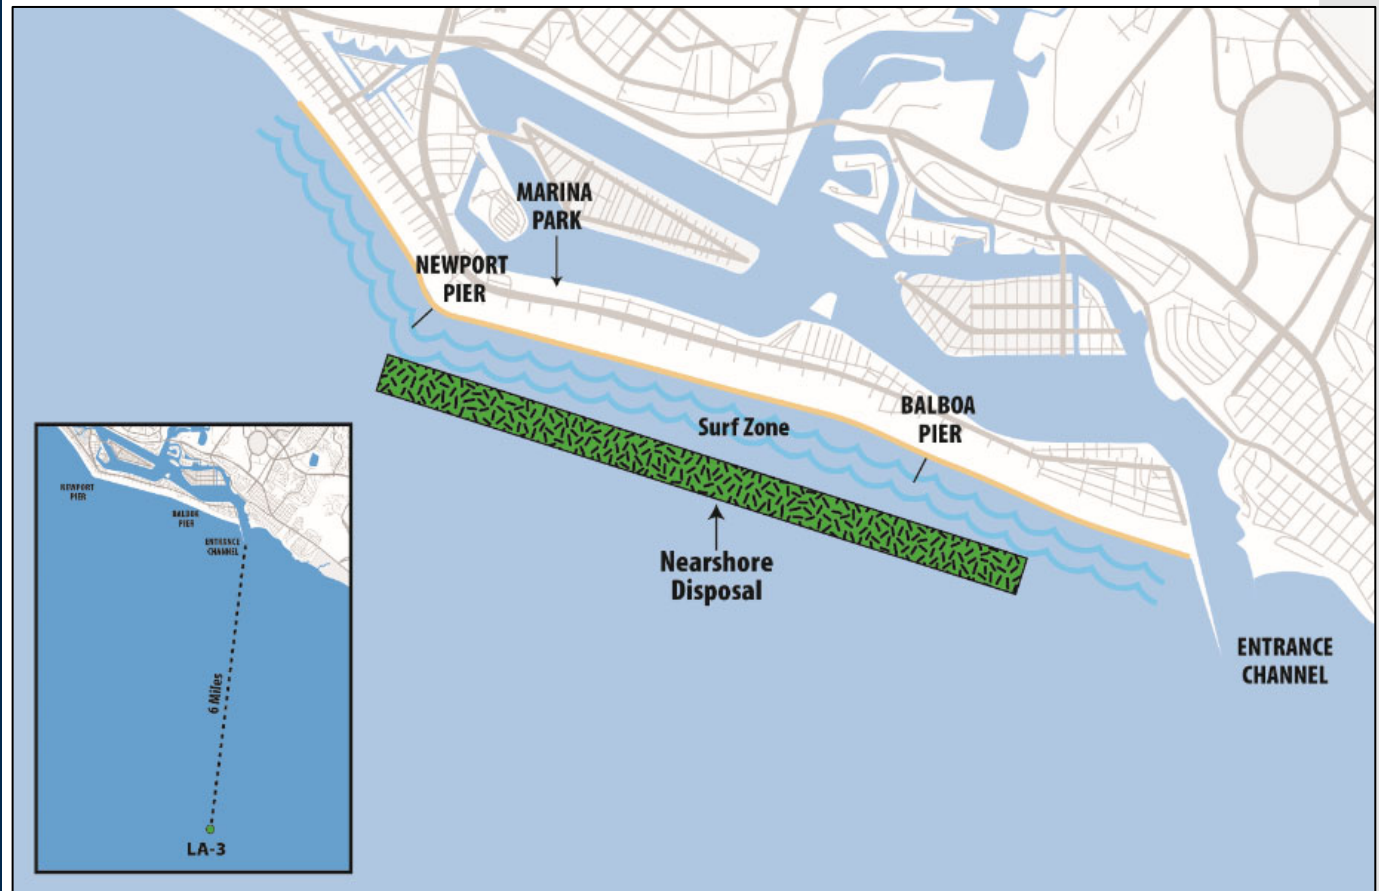 MARINA
PARK
NEWPORT
PIER
BALBOA
PIER
Surf Zone
Nearshore
Disposal
ENTRANCE
CHANNEL
NEWPORT
PIER
BALBOA
PIER
ENTRANCE
CHANNEL
6 Miles
LA-3